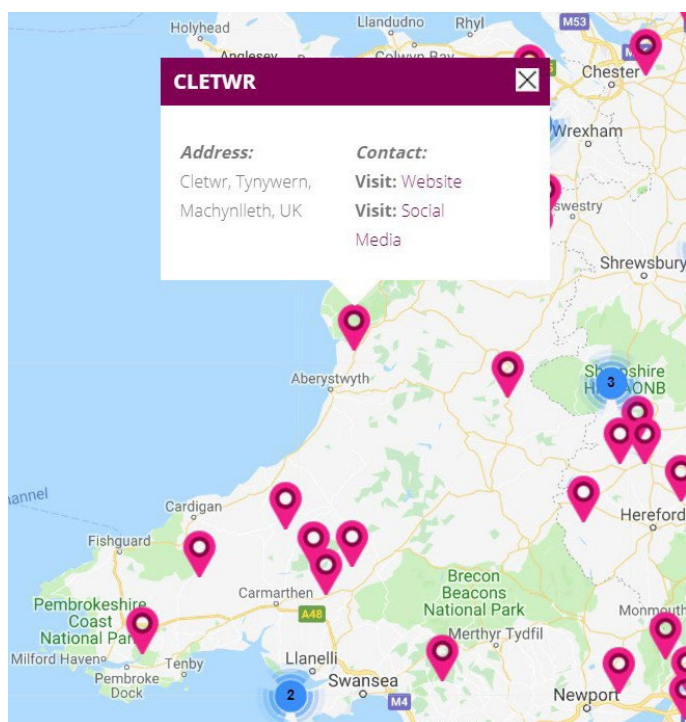 Holyhead
Llandudno
Rhyl
M53
Anglesey
Colwyn Bay
Chester
CLETWR
Wrexham
Address:
Cletwr, Tynywern,
Machynlleth, UK
Contact:
Visit: Website
Visit: Social
Media
swestry
Shrewsbury
Aberystwyth
3
AONB
annel
Cardigan
Fishguard
Hereford
Carmarthen
A48
Brecon
Beacons
National Park
Pembrokeshire
Coast
National Park
Merthyr Tydfil
Monmouth
Milford Haven
Tenby
Pembroke
Dock
Llanelli
2
Swansea
M4
Newport